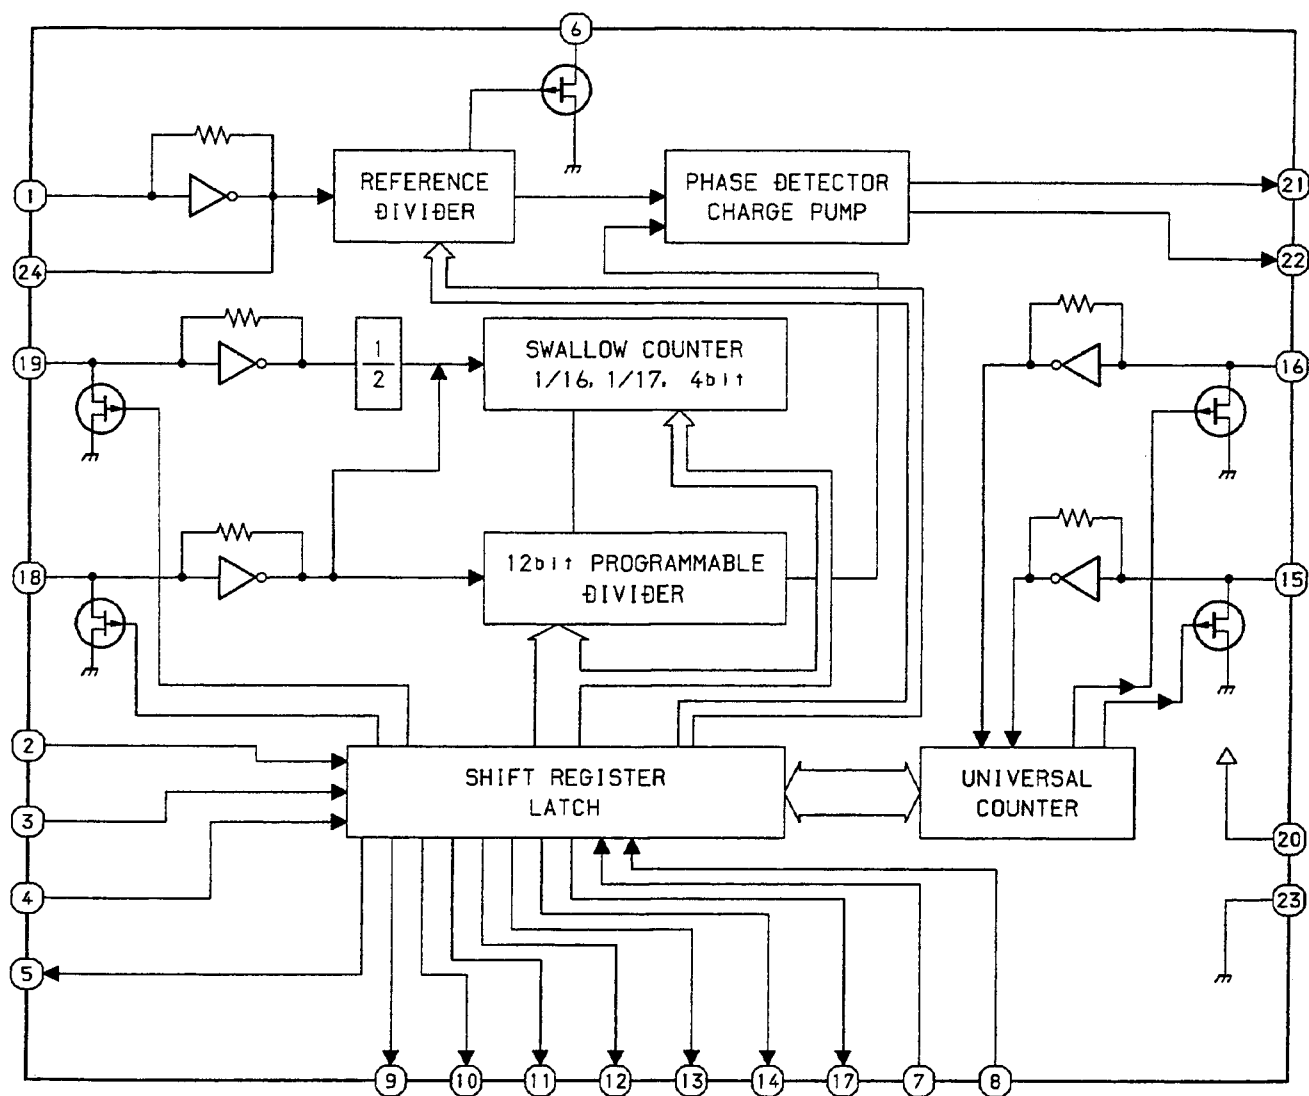 6
1
REFERENCE
DIVIDER
PHASE DETECTOR
CHARGE PUMP
21
24
22
19
1
2
SWALLOW COUNTER
1/16, 1/17, 4bit
16
18
12bit PROGRAMMABLE
DIVIDER
15
2
SHIFT REGISTER
LATCH
UNIVERSAL
COUNTER
3
20
4
23
5
9
10
11
12
13
14
17
7
8